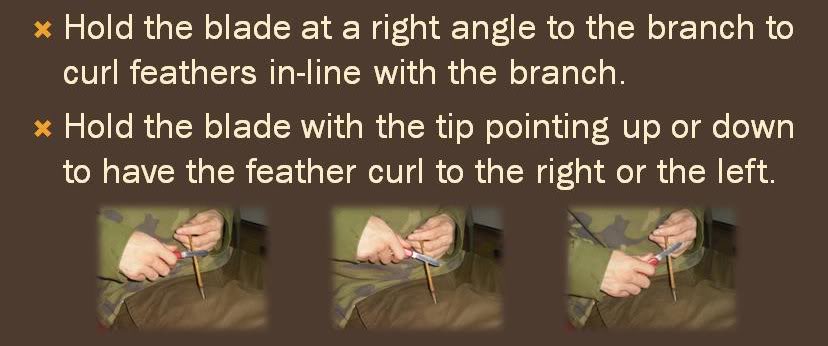 Hold the blade at a right angle to the branch to
curl feathers in-line with the branch.
Hold the blade with the tip pointing up or down
to have the feather curl to the right or the left.